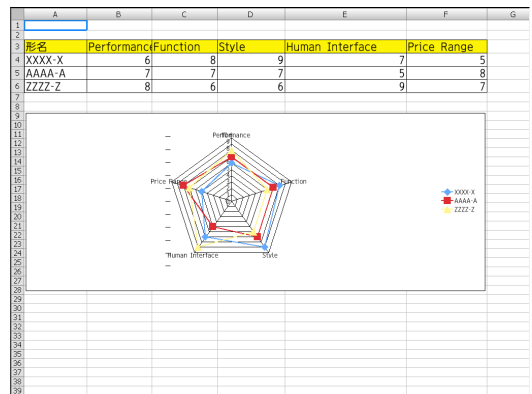 A B C D E F G
1
2
3 形名 Performance Function Style Human Interface Price Range
4 XXXX-X 6 8 9 7 5
5 AAAA-A 7 7 7 5 8
6 ZZZZ-Z 8 6 6 9 7
7
8
9
10
11 Performance
12
13
14
15
16 Price Range Function
17
18 XXXX-X
19 AAAA-A
20 ZZZZ-Z
21
22
23
24 Human Interface Style
25
26
27
28
29
30
31
32
33
34
35
36
37
38
39